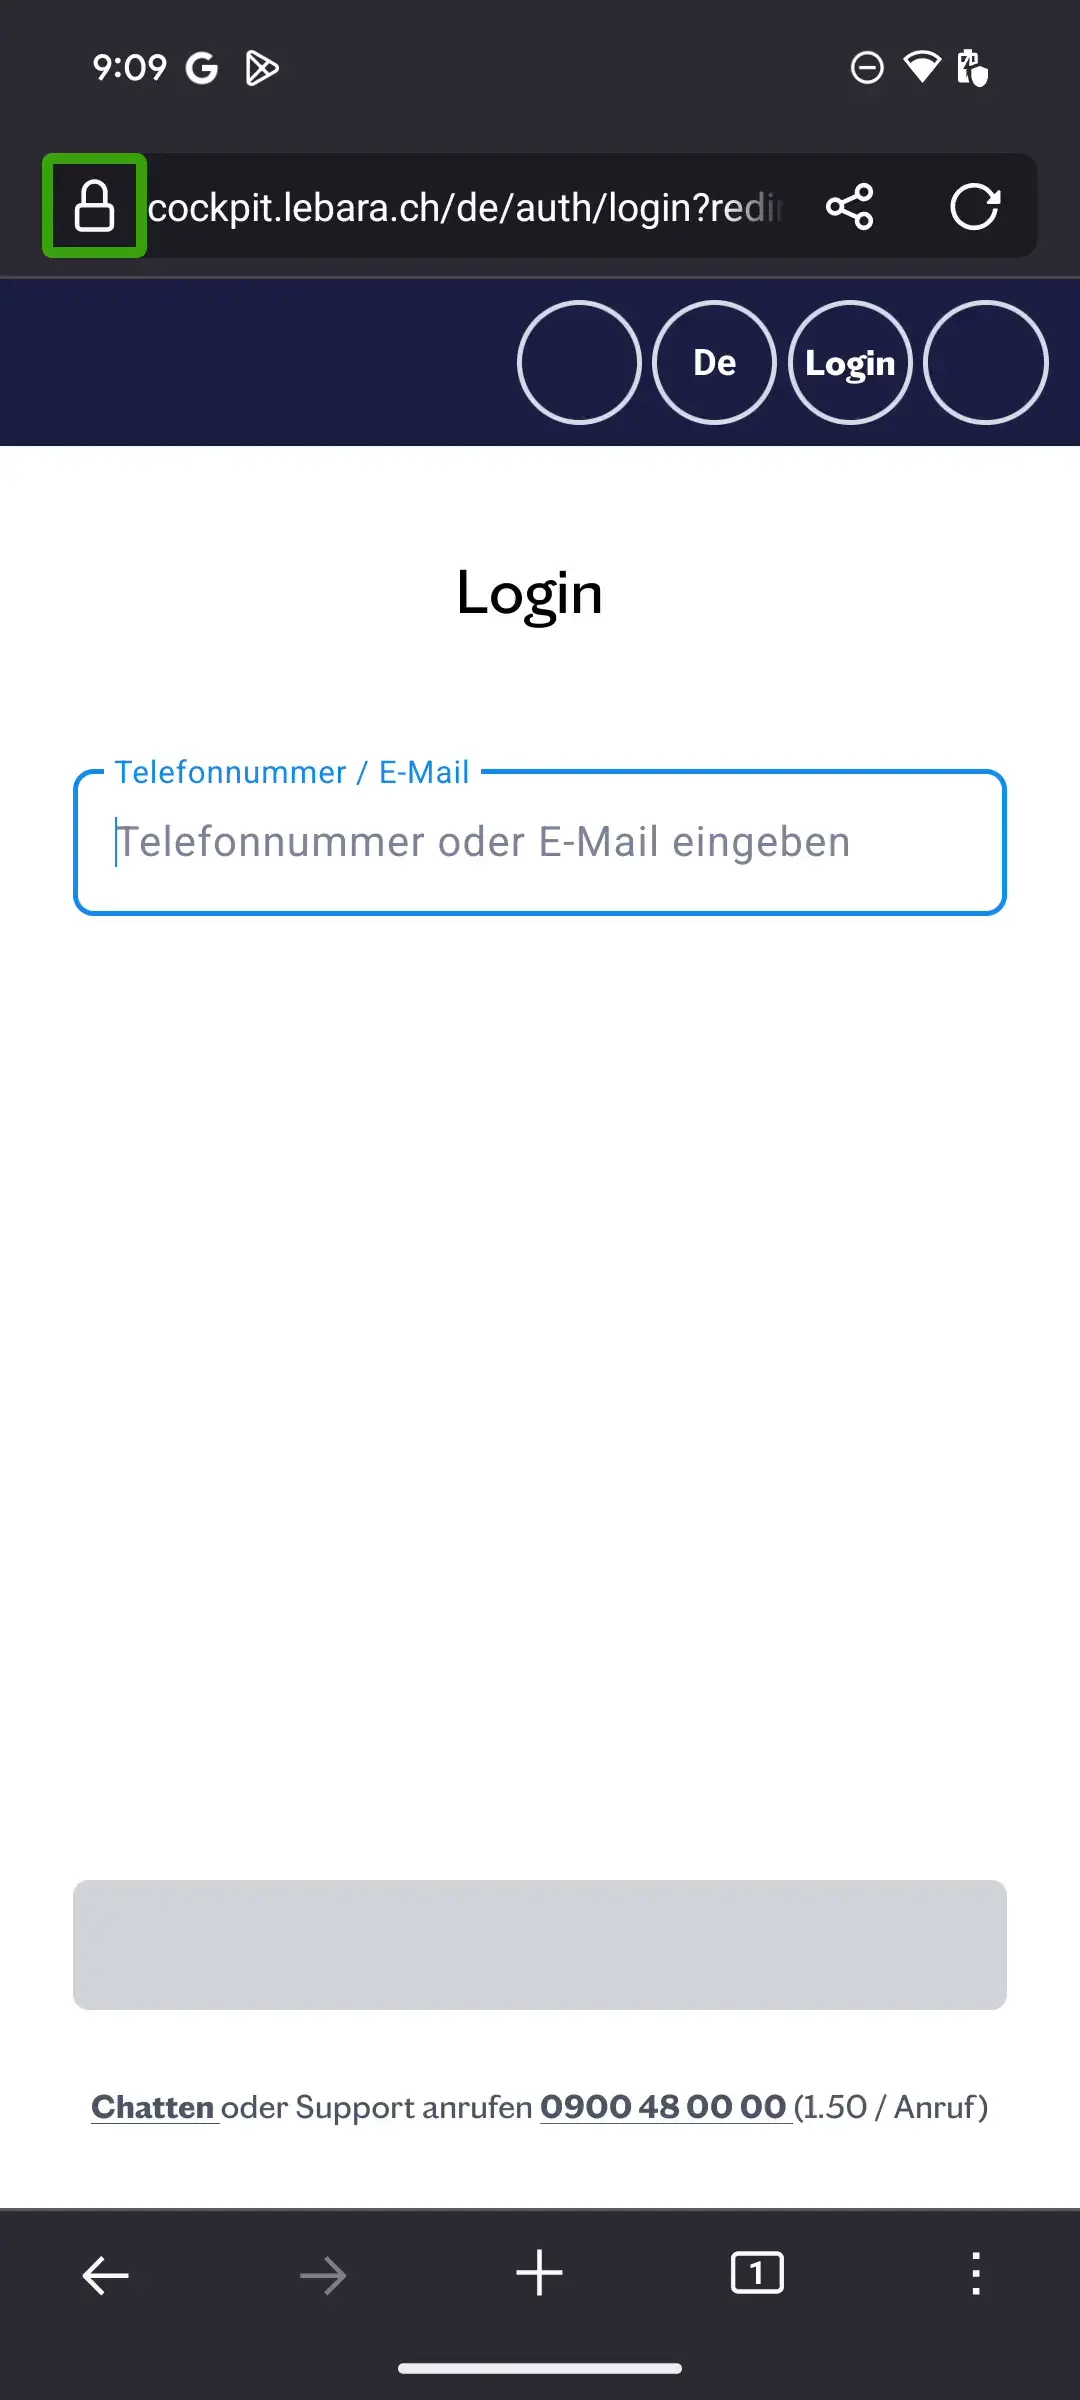 9:09
cockpit.lebara.ch/de/auth/login?redi
De
Login
Login
Telefonnummer / E-Mail
Telefonnummer oder E-Mail eingeben
Chatten oder Support anrufen 0900 48 00 00 (1.50 / Anruf)
1